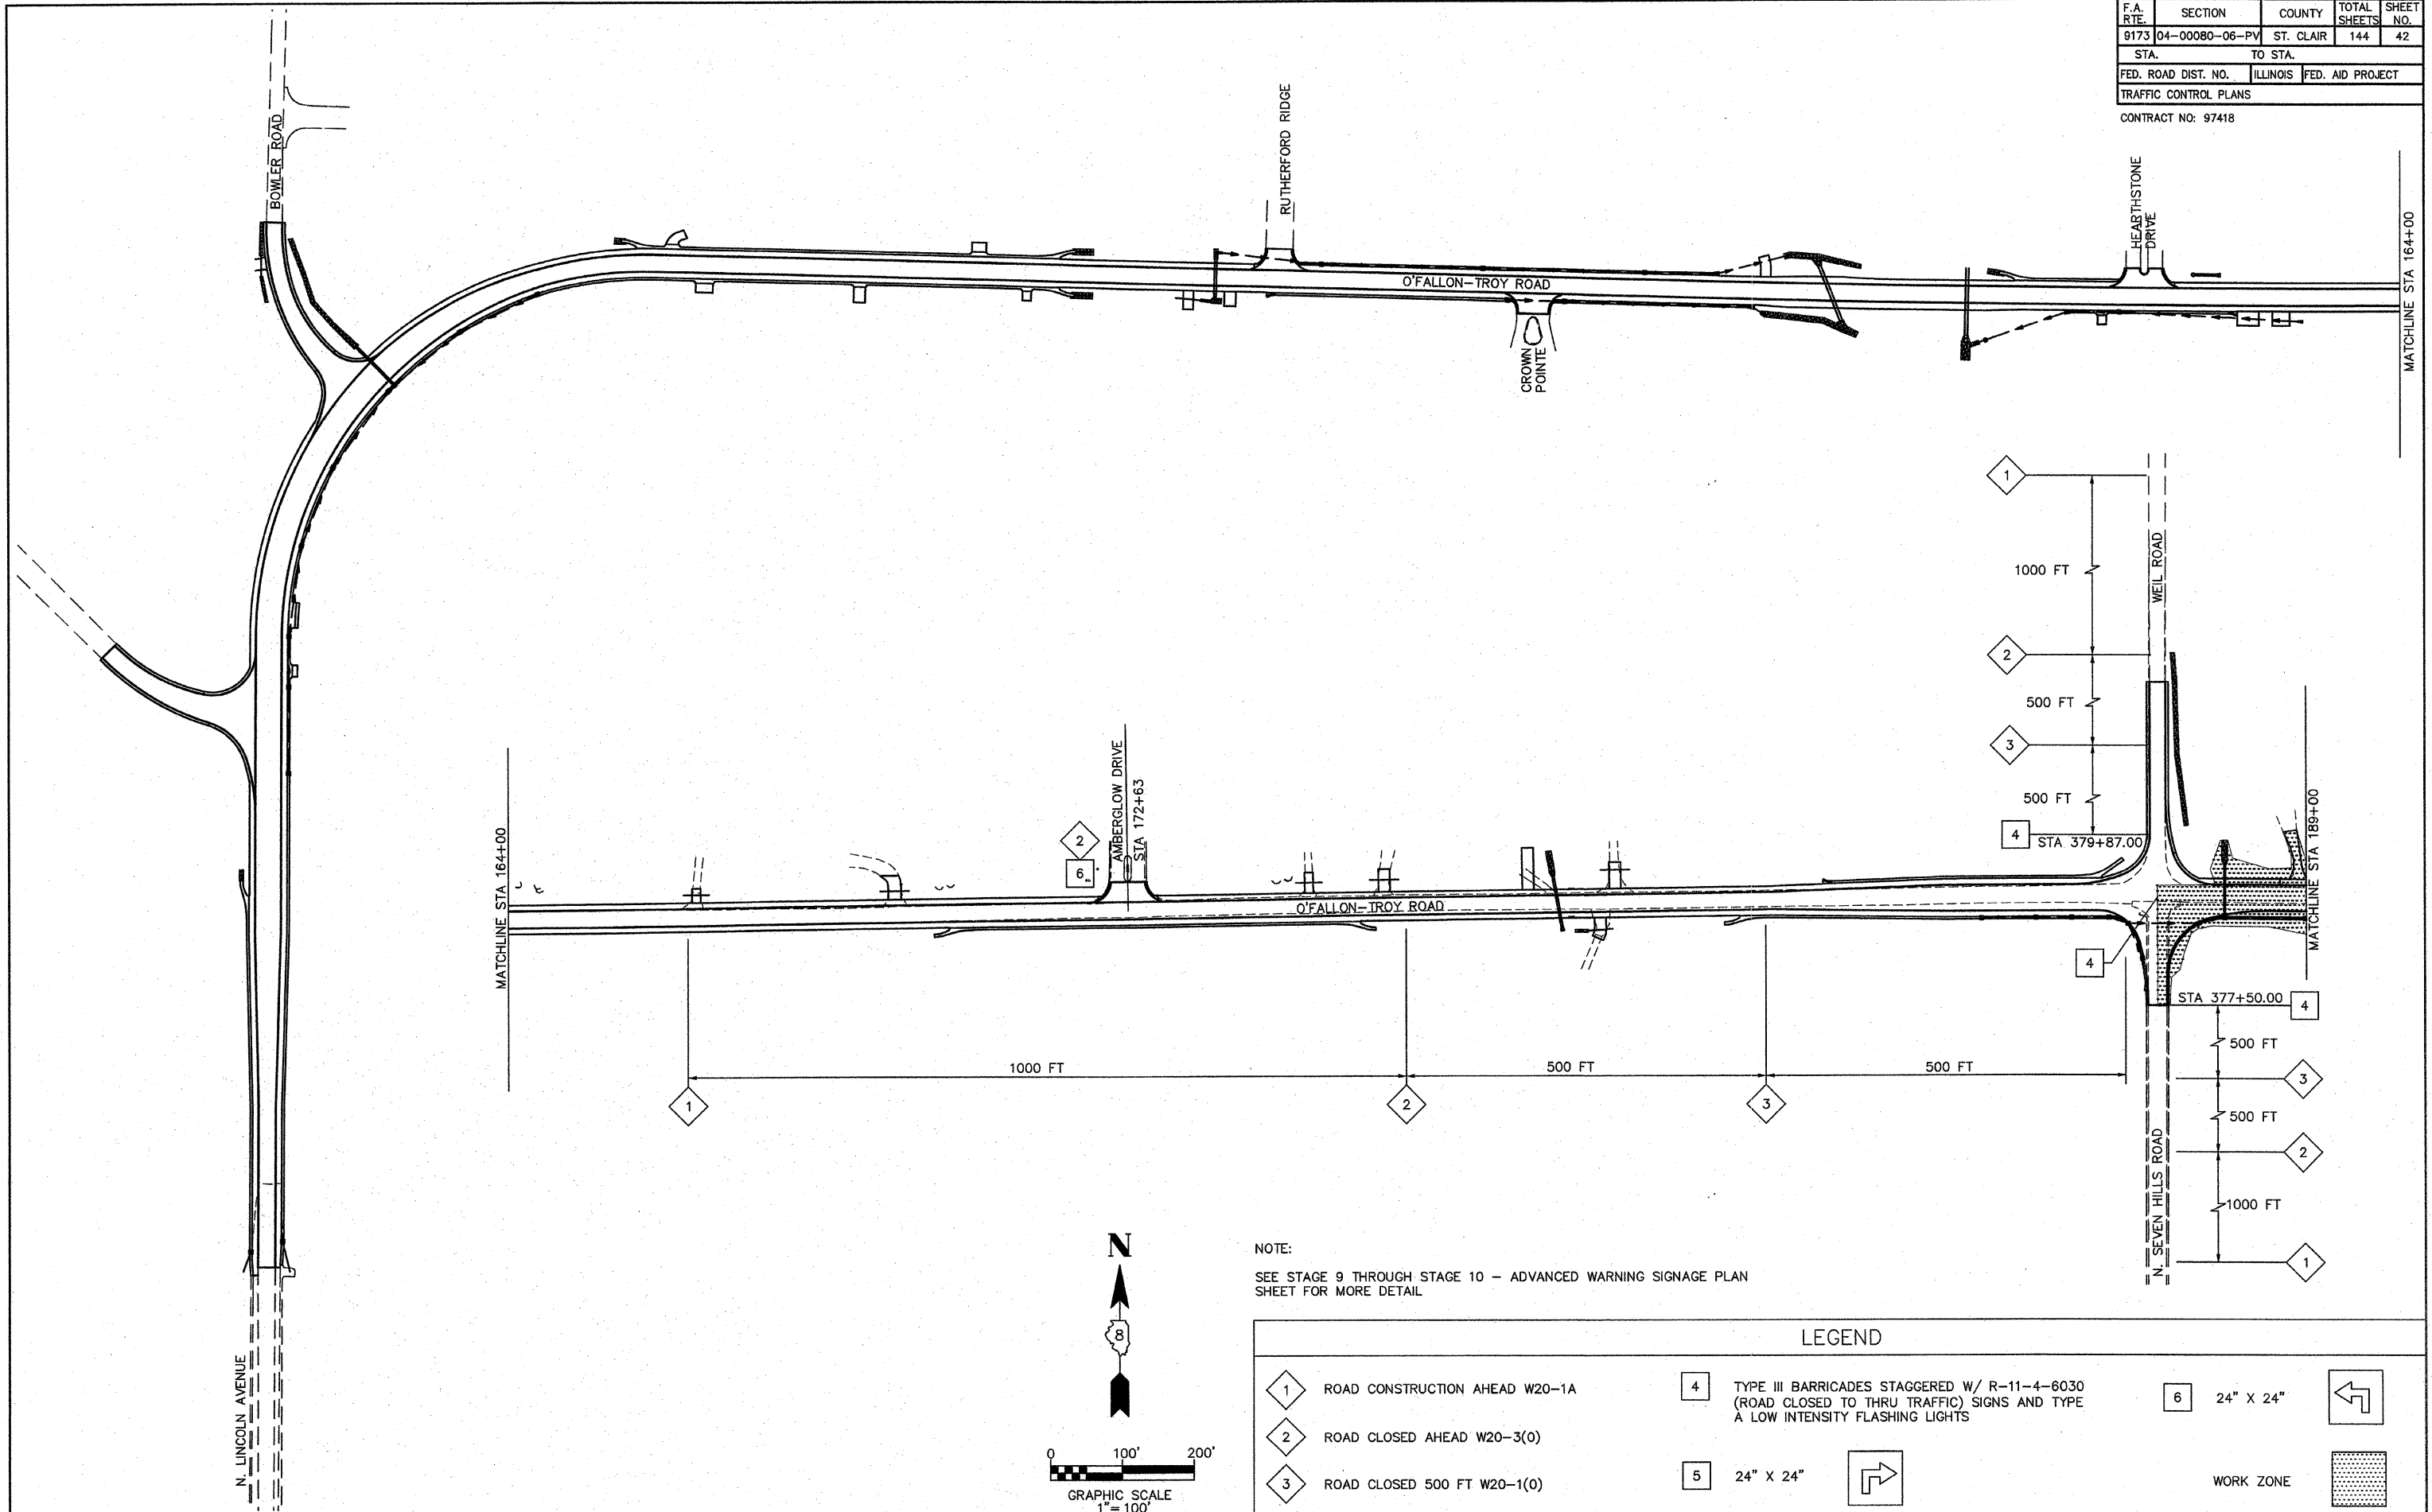 F.A. RTE. SECTION COUNTY TOTAL SHEETS SHEET NO.
9173 04-00080-06-PV ST. CLAIR 144 42
STA. TO STA.
FED. ROAD DIST. NO. ILLINOIS FED. AID PROJECT
TRAFFIC CONTROL PLANS
CONTRACT NO: 97418
BOWLER ROAD
RUTHERFORD RIDGE
HEARTHSTONE
DRIVE
MATCHLINE STA 164+00
O'FALLON-TROY ROAD
CROWN
POINTE
1
1000 FT
WEIL ROAD
2
500 FT
3
500 FT
4
STA 379+87.00
MATCHLINE STA 164+00
AMBERGLOW DRIVE
STA 172+63
2
6
O'FALLON-TROY ROAD
MATCHLINE STA 189+00
4
STA 377+50.00
4
500 FT
3
500 FT
2
1000 FT
1
N. SEVEN HILLS ROAD
1000 FT
500 FT
500 FT
1
2
3
N. LINCOLN AVENUE
N
8
0 100' 200'
GRAPHIC SCALE
1"= 100'
NOTE:
SEE STAGE 9 THROUGH STAGE 10 - ADVANCED WARNING SIGNAGE PLAN
SHEET FOR MORE DETAIL
LEGEND
1 ROAD CONSTRUCTION AHEAD W20-1A
2 ROAD CLOSED AHEAD W20-3(0)
3 ROAD CLOSED 500 FT W20-1(0)
4 TYPE III BARRICADES STAGGERED W/ R-11-4-6030
(ROAD CLOSED TO THRU TRAFFIC) SIGNS AND TYPE
A LOW INTENSITY FLASHING LIGHTS
5 24" X 24"
6 24" X 24"
WORK ZONE